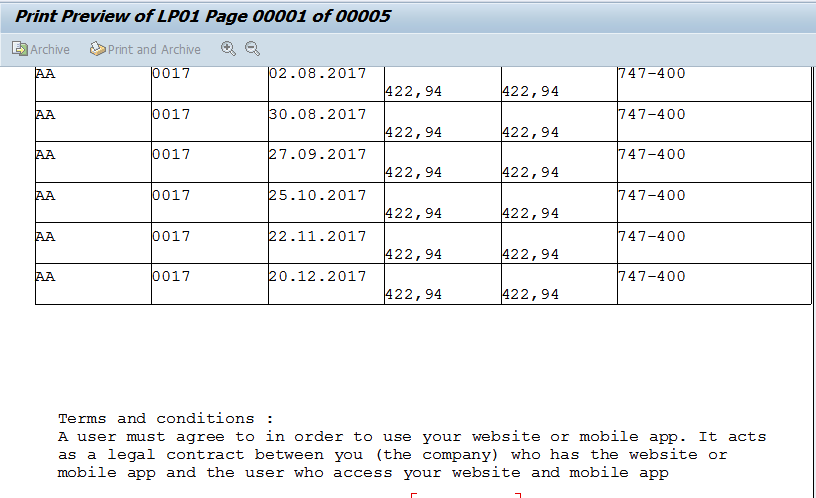 Print Preview of LP01 Page 00001 of 00005
Archive Print and Archive
AA 0017 02.08.2017 422,94 422,94 747-400
AA 0017 30.08.2017 422,94 422,94 747-400
AA 0017 27.09.2017 422,94 422,94 747-400
AA 0017 25.10.2017 422,94 422,94 747-400
AA 0017 22.11.2017 422,94 422,94 747-400
AA 0017 20.12.2017 422,94 422,94 747-400
Terms and conditions :
A user must agree to in order to use your website or mobile app. It acts
as a legal contract between you (the company) who has the website or
mobile app and the user who access your website and mobile app